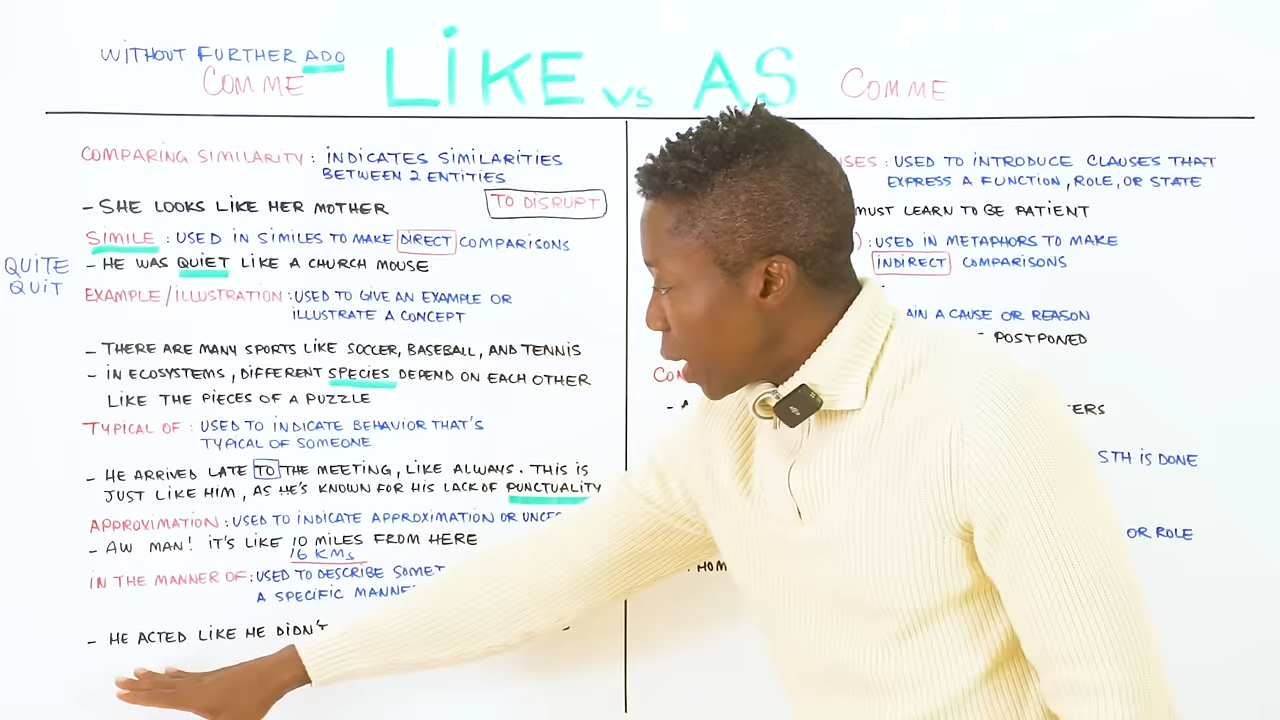 WITHOUT FURTHER ADO
COMME
LIKE vs AS
COMME
COMPARING SIMILARITY: INDICATES SIMILARITIES
BETWEEN 2 ENTITIES
- SHE LOOKS LIKE HER MOTHER
TO DISRUPT
SIMILE: USED IN SIMILES TO MAKE DIRECT COMPARISONS
- HE WAS QUIET LIKE A CHURCH MOUSE
QUITE
QUIT
EXAMPLE/ILLUSTRATION: USED TO GIVE AN EXAMPLE OR
ILLUSTRATE A CONCEPT
- THERE ARE MANY SPORTS LIKE SOCCER, BASEBALL, AND TENNIS
- IN ECOSYSTEMS, DIFFERENT SPECIES DEPEND ON EACH OTHER
LIKE THE PIECES OF A PUZZLE
TYPICAL OF: USED TO INDICATE BEHAVIOR THAT'S
TYPICAL OF SOMEONE
- HE ARRIVED LATE TO THE MEETING, LIKE ALWAYS. THIS IS
JUST LIKE HIM, AS HE'S KNOWN FOR HIS LACK OF PUNCTUALITY
APPROXIMATION: USED TO INDICATE APPROXIMATION OR
- AW MAN! IT'S LIKE 10 MILES FROM HERE
16 KMs
IN THE MANNER OF: USED TO DESCRIBE
A SPECIFIC
- HE ACTED LIKE HE DIDN'T
: USED TO INTRODUCE CLAUSES THAT
EXPRESS A FUNCTION, ROLE, OR STATE
MUST LEARN TO BE PATIENT
): USED IN METAPHORS TO MAKE
INDIRECT COMPARISONS
A CAUSE OR REASON
- POSTPONED
STH IS DONE
OR ROLE